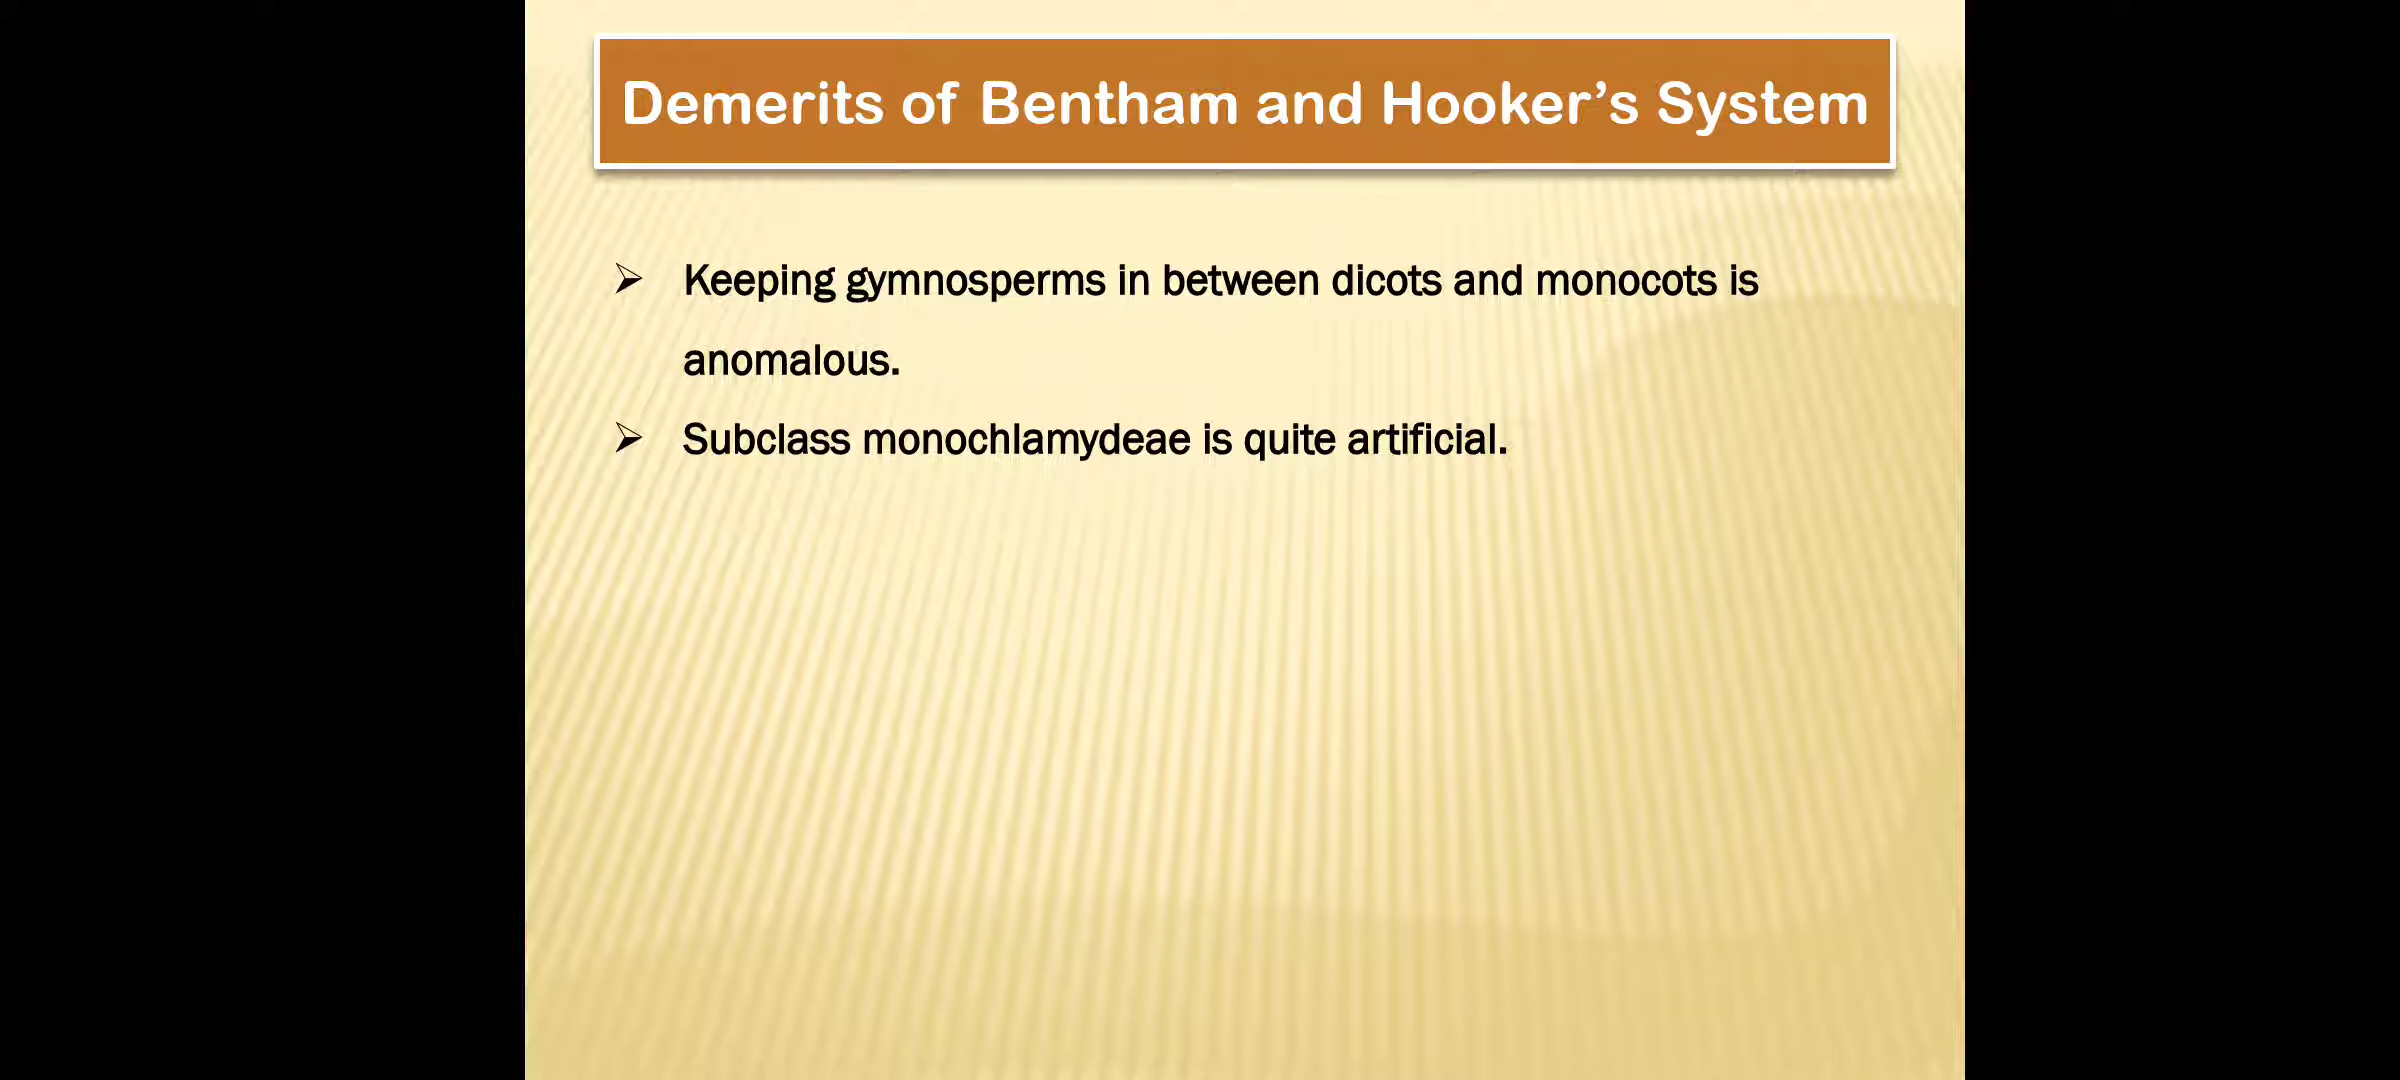 Demerits of Bentham and Hooker’s System
➢ Keeping gymnosperms in between dicots and monocots is
anomalous.
➢ Subclass monochlamydeae is quite artificial.